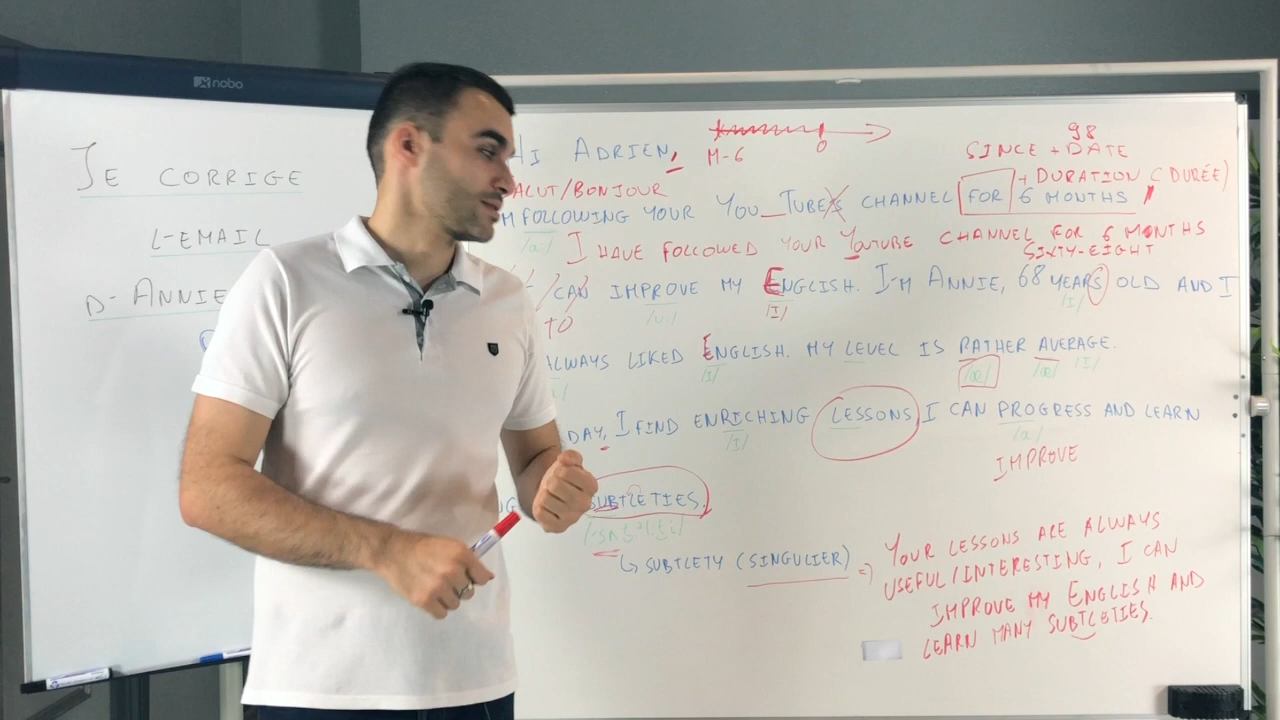 nobo
JE CORRIGE
L'EMAIL
D'ANNIE
HI ADRIEN,
M-6
0
98
SINCE + DATE
+ DURATION (DURÉE)
SALUT/BONJOUR
FOLLOWING YOUR YOU_TUBE'S CHANNEL FOR 6 MONTHS
/a/
I HAVE FOLLOWED YOUR YOUTUBE CHANNEL FOR 6 MONTHS
SIXTY-EIGHT
CAN IMPROVE MY ENGLISH. I'M ANNIE, 68 YEARS OLD AND I
TO
/u:/ /I/ /I/
ALWAYS LIKED ENGLISH. MY LEVEL IS RATHER AVERAGE.
/I/ /æ/ /æ/ /I/
DAY, I FIND ENRICHING LESSONS I CAN PROGRESS AND LEARN
/I/ /a/
IMPROVE
SUBTLETIES.
SUBTLETY (SINGULIER) =>
YOUR LESSONS ARE ALWAYS
USEFUL/INTERESTING, I CAN
IMPROVE MY ENGLISH AND
LEARN MANY SUBTLETIES.